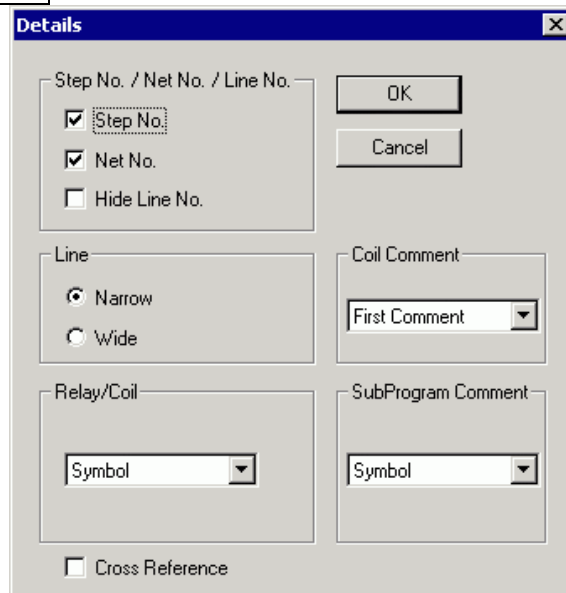 Details
Step No. / Net No. / Line No.
Step No.
Net No.
Hide Line No.
OK
Cancel
Line
Narrow
Wide
Coil Comment
First Comment
Relay/Coil
Symbol
SubProgram Comment
Symbol
Cross Reference